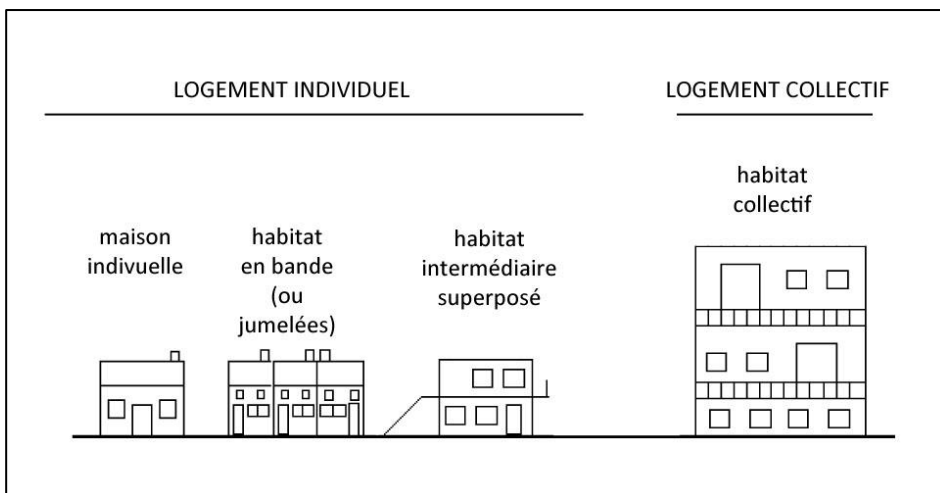 LOGEMENT INDIVIDUEL
LOGEMENT COLLECTIF
maison
indivuelle
habitat
en bande
(ou
jumelées)
habitat
intermédiaire
superposé
habitat
collectif